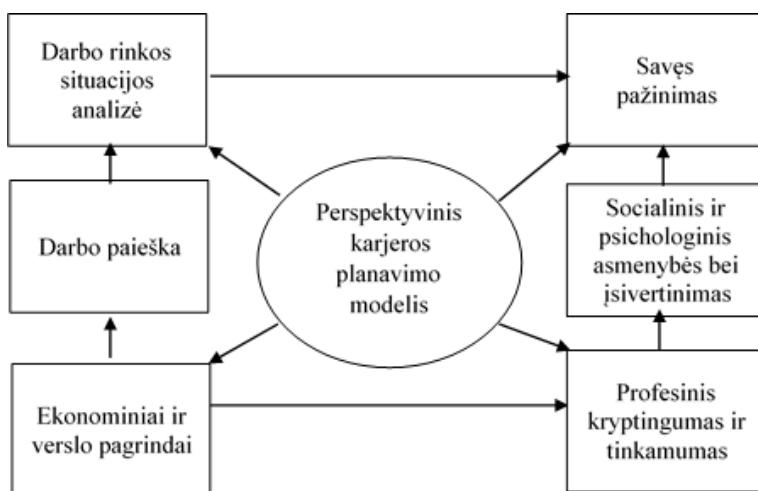 Darbo rinkos
situacijos
analizė
Savęs
pažinimas
Perspektyvinis
karjeros
planavimo
modelis
Darbo paieška
Socialinis ir
psichologinis
asmenybės bei
įsivertinimas
Ekonominiai ir
verslo pagrindai
Profesinis
kryptingumas ir
tinkamumas